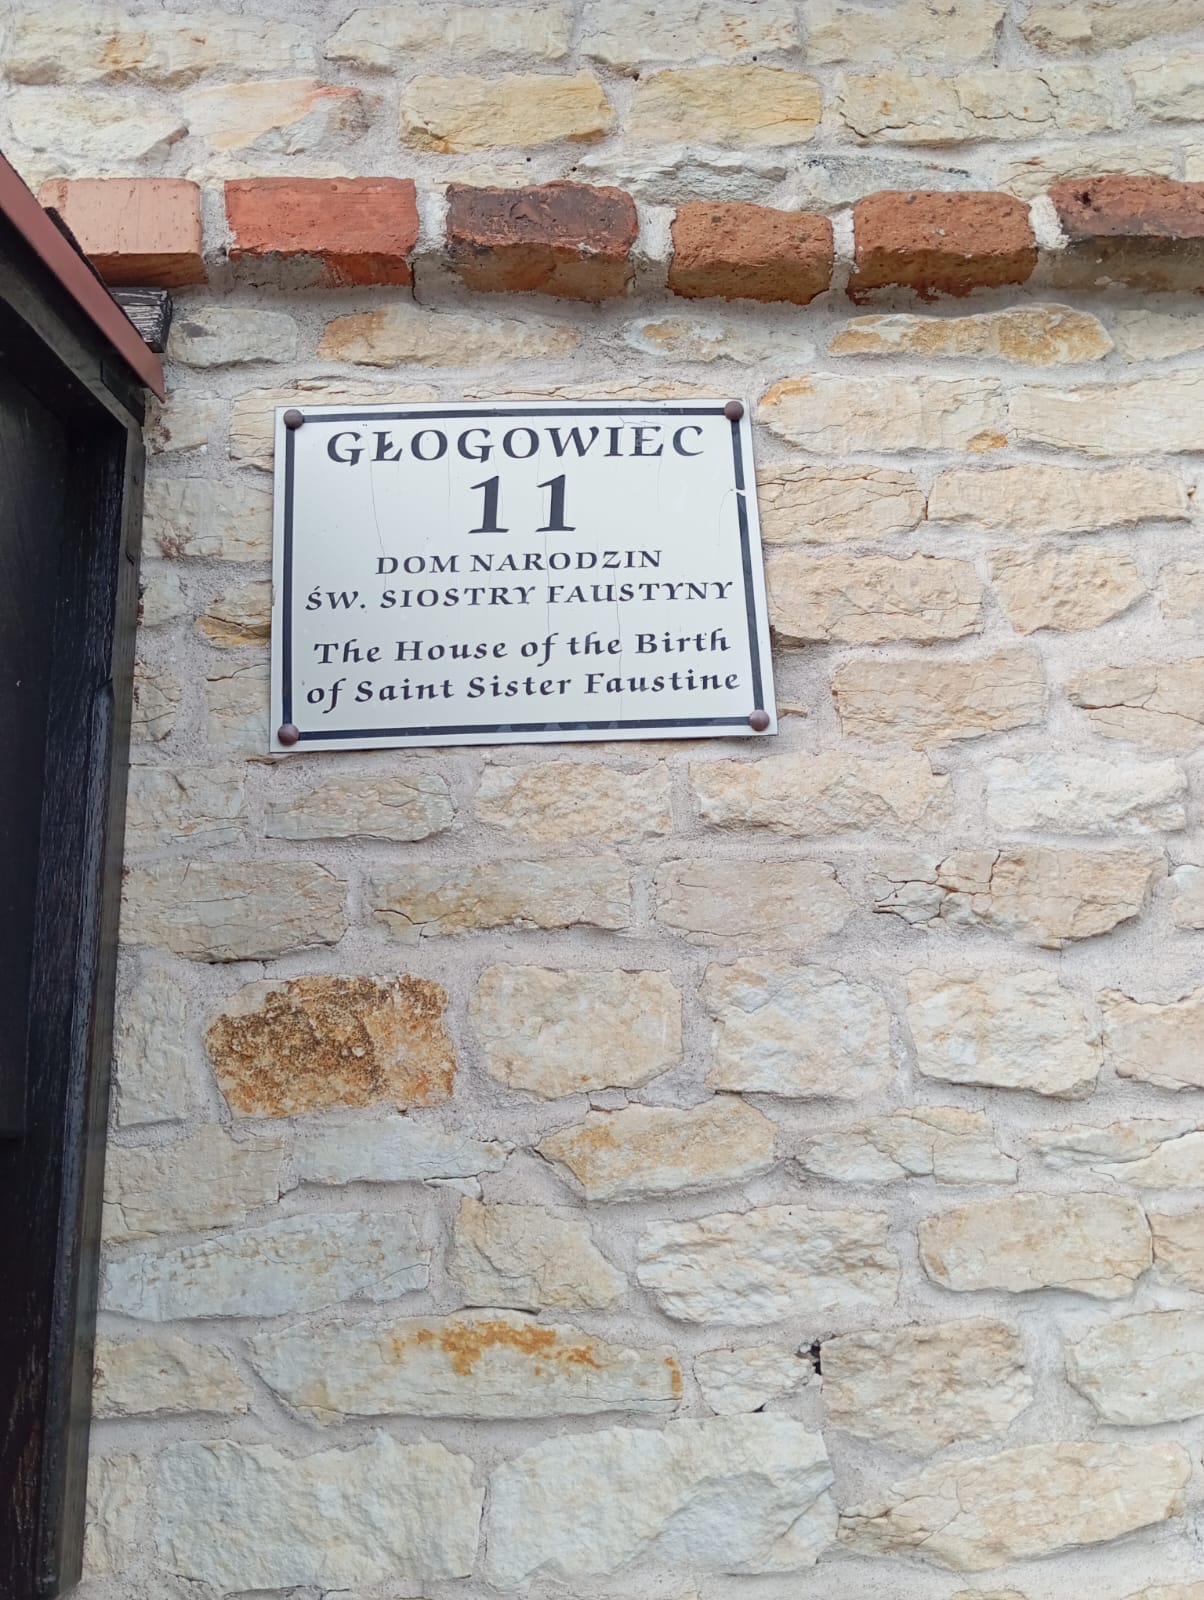 GŁOGOWIEC
11
DOM NARODZIN
ŚW. SIOSTRY FAUSTYNY
The House of the Birth
of Saint Sister Faustine